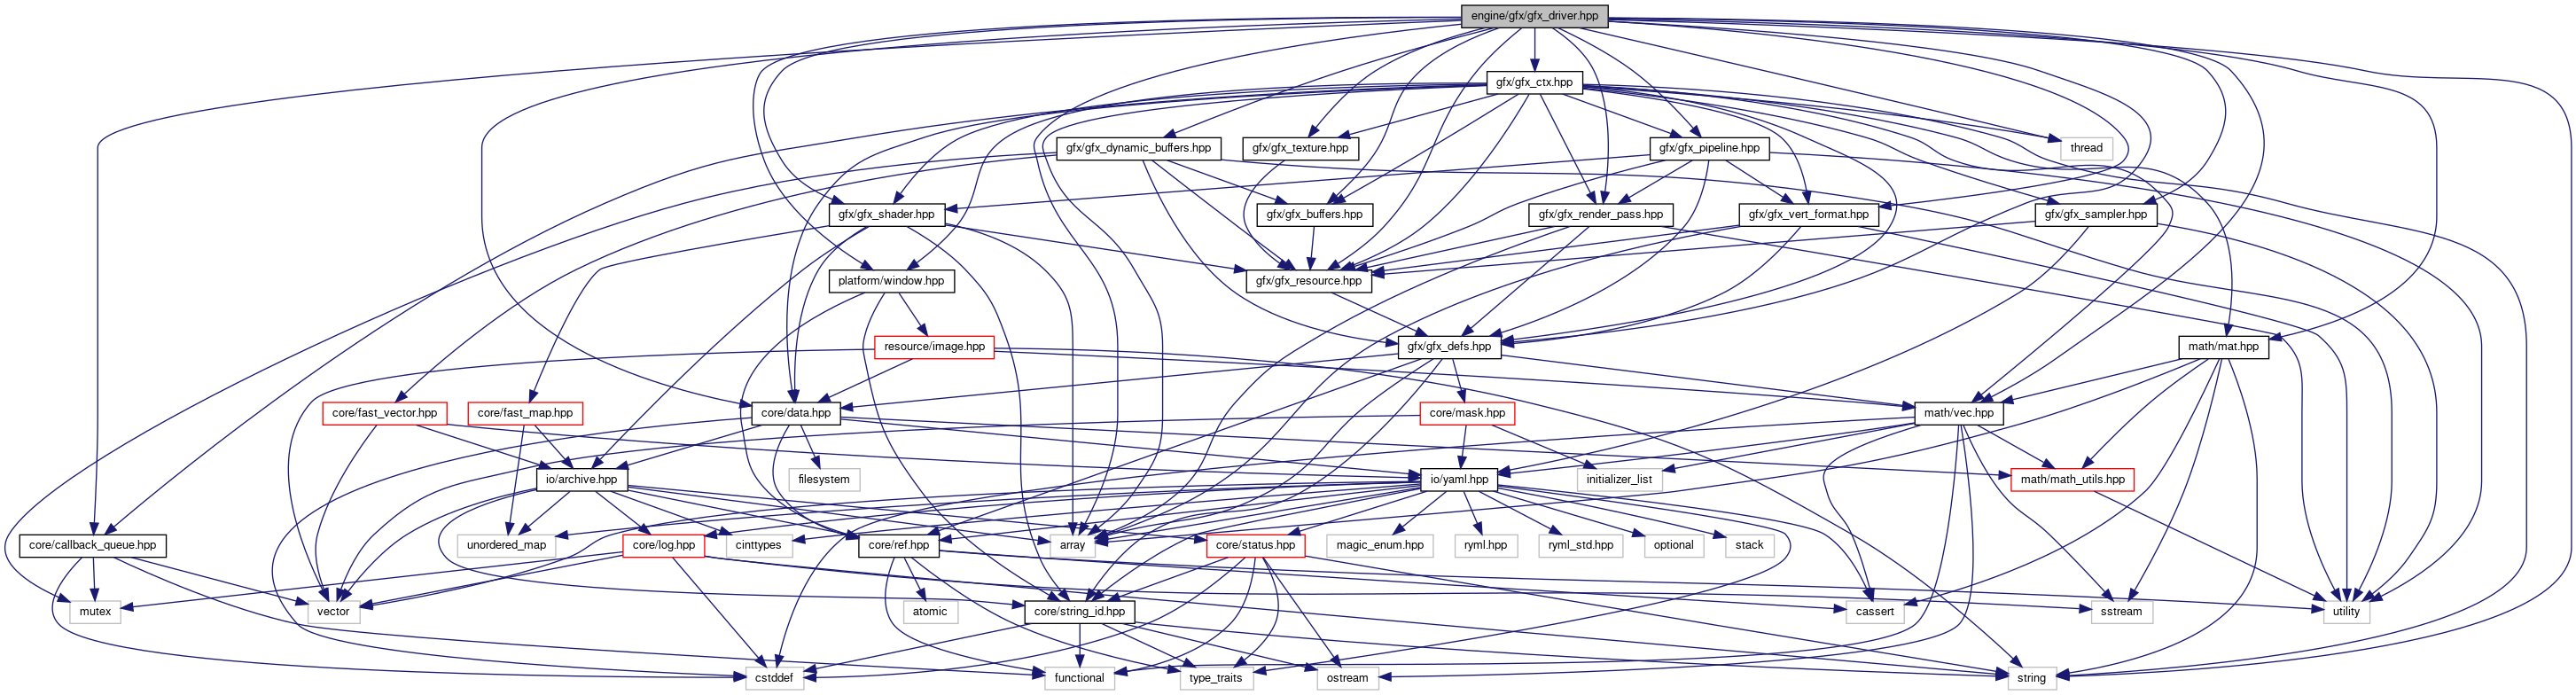 engine/gfx/gfx_driver.hpp
gfx/gfx_ctx.hpp
gfx/gfx_dynamic_buffers.hpp
gfx/gfx_texture.hpp
gfx/gfx_pipeline.hpp
thread
gfx/gfx_shader.hpp
gfx/gfx_buffers.hpp
gfx/gfx_render_pass.hpp
gfx/gfx_vert_format.hpp
gfx/gfx_sampler.hpp
platform/window.hpp
gfx/gfx_resource.hpp
resource/image.hpp
gfx/gfx_defs.hpp
math/mat.hpp
core/fast_vector.hpp
core/fast_map.hpp
core/data.hpp
core/mask.hpp
math/vec.hpp
io/archive.hpp
filesystem
io/yaml.hpp
initializer_list
math/math_utils.hpp
core/callback_queue.hpp
unordered_map
core/log.hpp
cinttypes
core/ref.hpp
array
core/status.hpp
magic_enum.hpp
ryml.hpp
ryml_std.hpp
optional
stack
mutex
vector
atomic
core/string_id.hpp
cassert
sstream
utility
cstddef
functional
type_traits
ostream
string